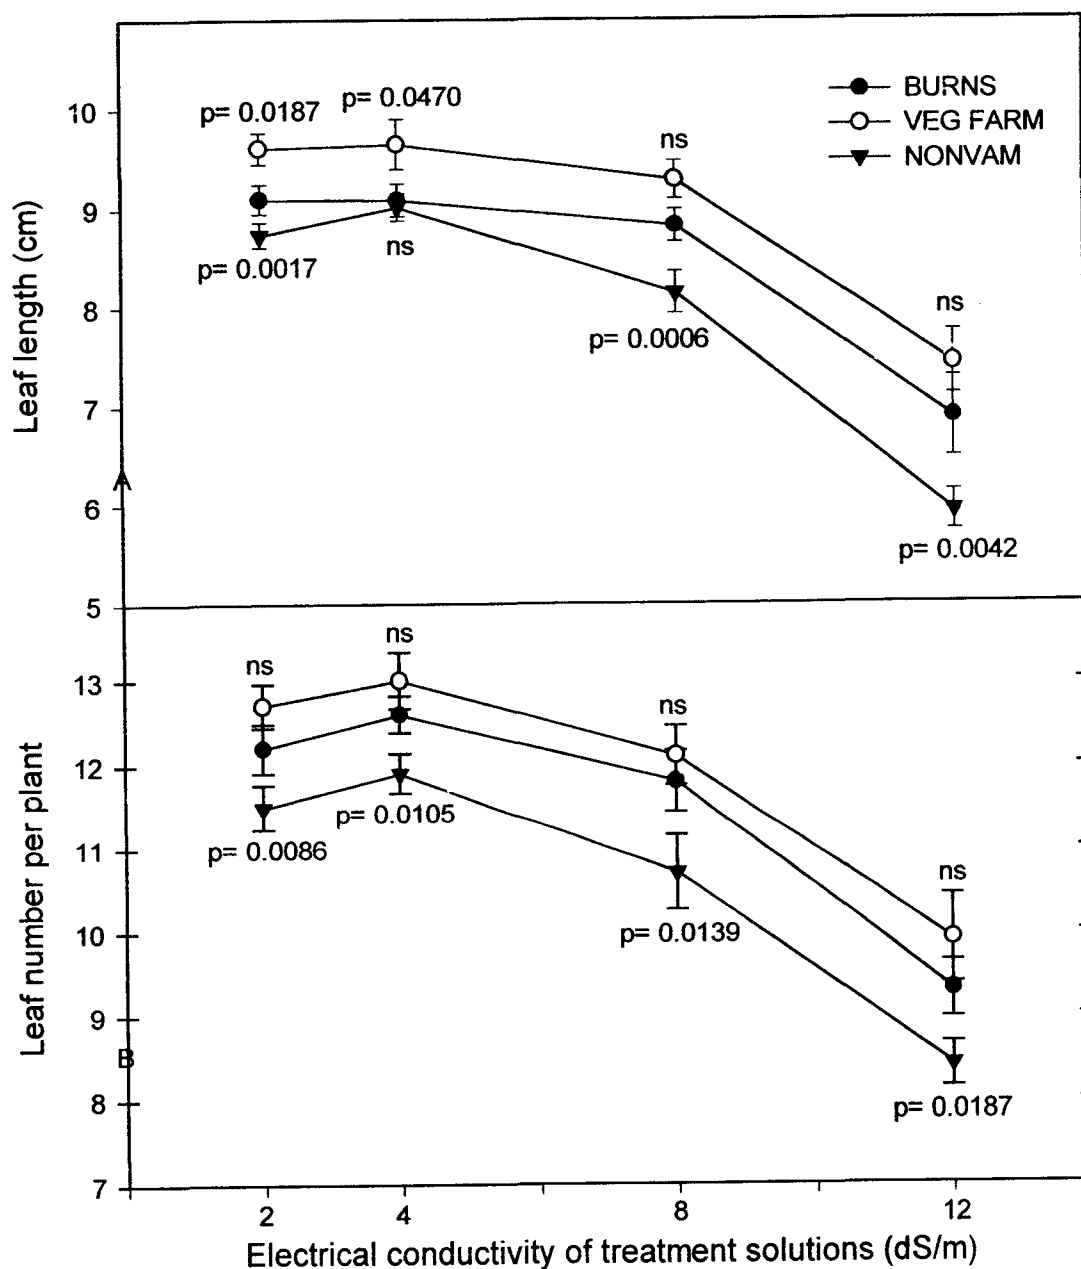 BURNS
VEG FARM
NONVAM
p= 0.0187
p= 0.0470
ns
ns
p= 0.0017
ns
p= 0.0006
p= 0.0042
Leaf length (cm)
10
9
8
7
6
5
A
ns
ns
ns
ns
p= 0.0086
p= 0.0105
p= 0.0139
p= 0.0187
Leaf number per plant
13
12
11
10
9
8
7
B
2 4 8 12
Electrical conductivity of treatment solutions (dS/m)